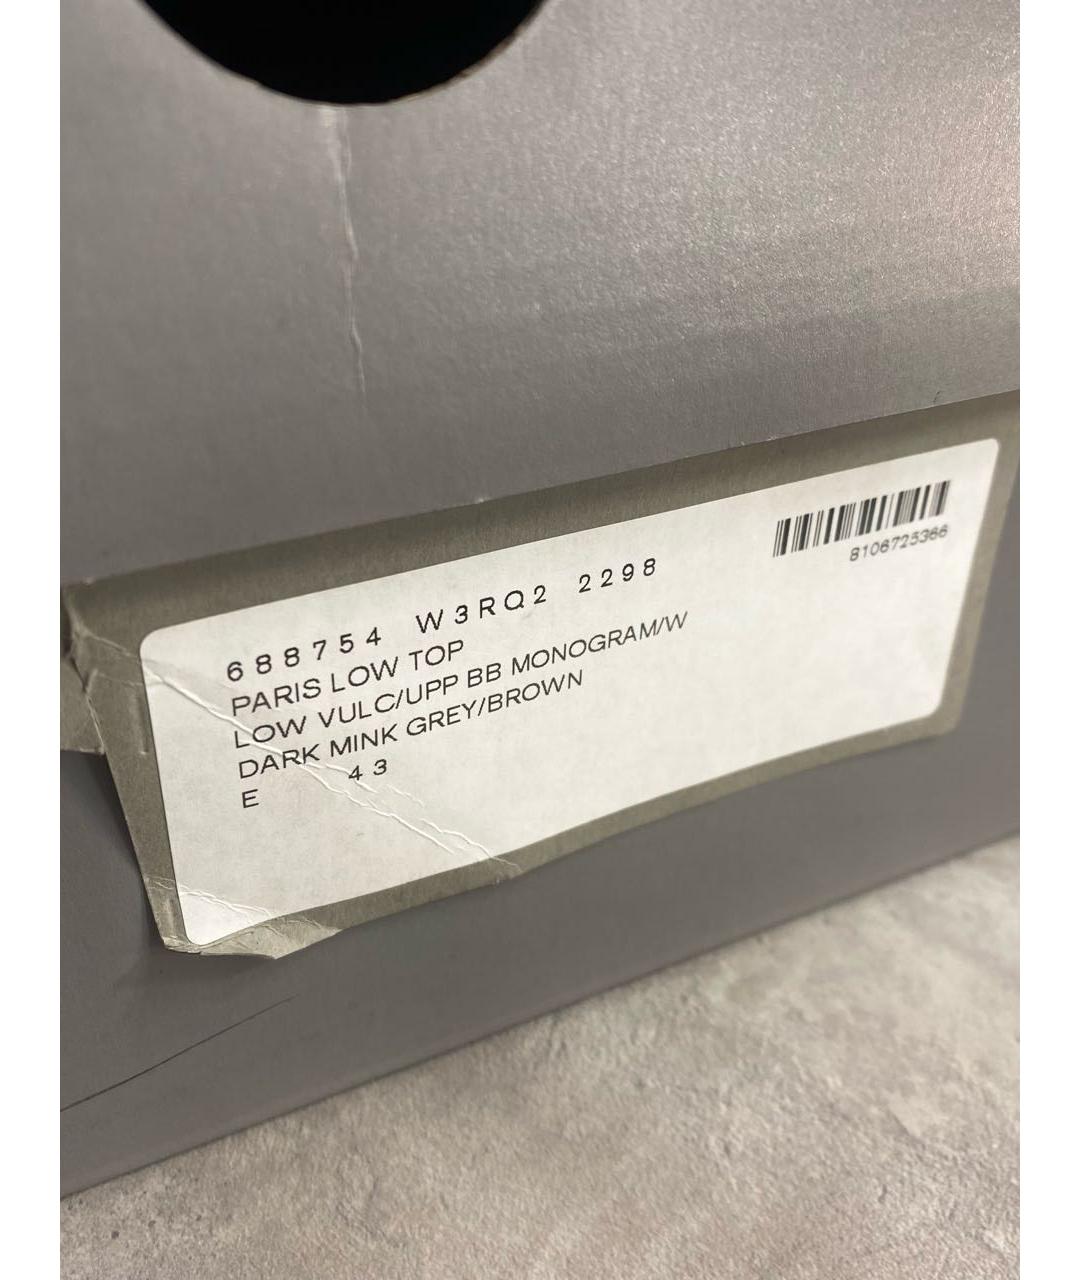 8106725366
688754 W3RQ2 2298
PARIS LOW TOP
LOW VULC/UPP BB MONOGRAM/W
DARK MINK GREY/BROWN
E 43